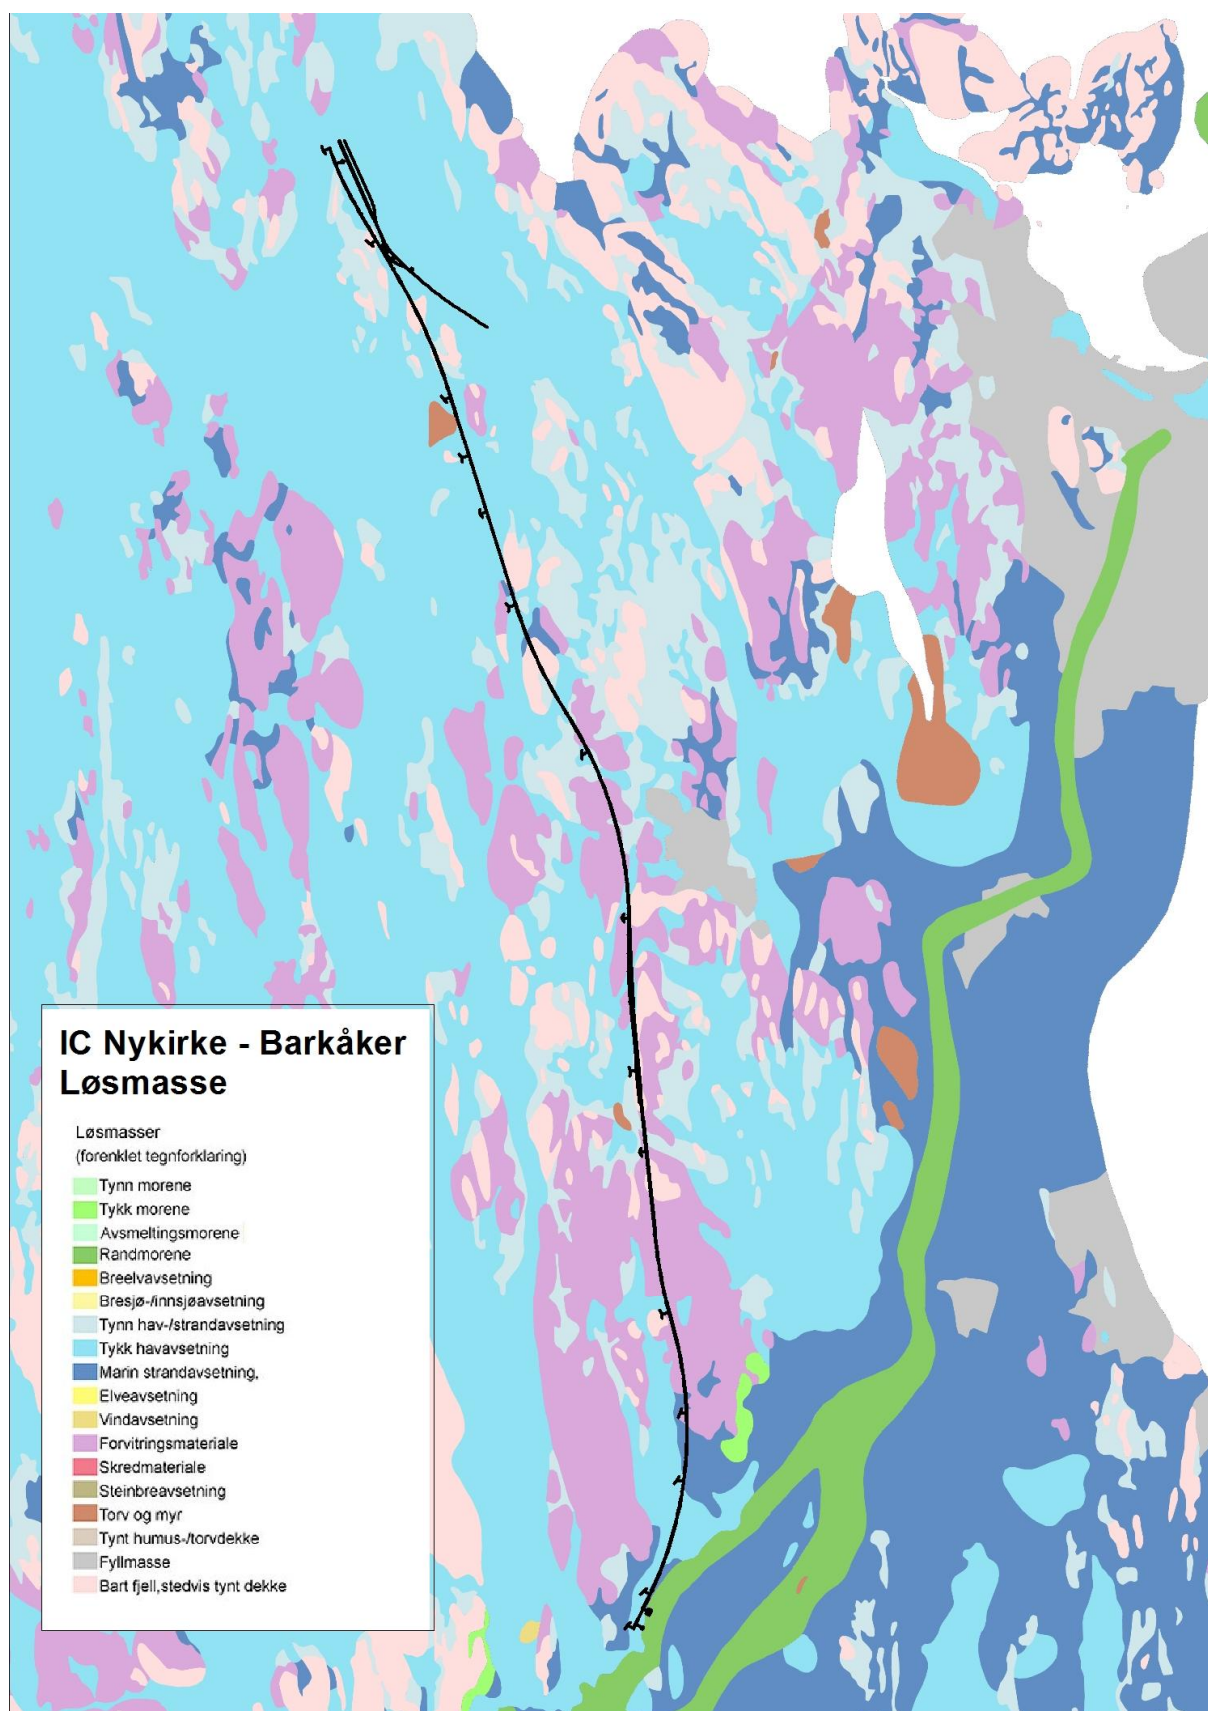 IC Nykirke - Barkåker
Løsmasse
Løsmasser
(forenklet tegnforklaring)
Tynn morene
Tykk morene
Avsmeltingsmorene
Randmorene
Breelvavsetning
Bresjø-/innsjøavsetning
Tynn hav-/strandavsetning
Tykk havavsetning
Marin strandavsetning,
Elveavsetning
Vindavsetning
Forvitringsmateriale
Skredmateriale
Steinbreavsetning
Torv og myr
Tynt humus-/torvdekke
Fyllmasse
Bart fjell,stedvis tynt dekke